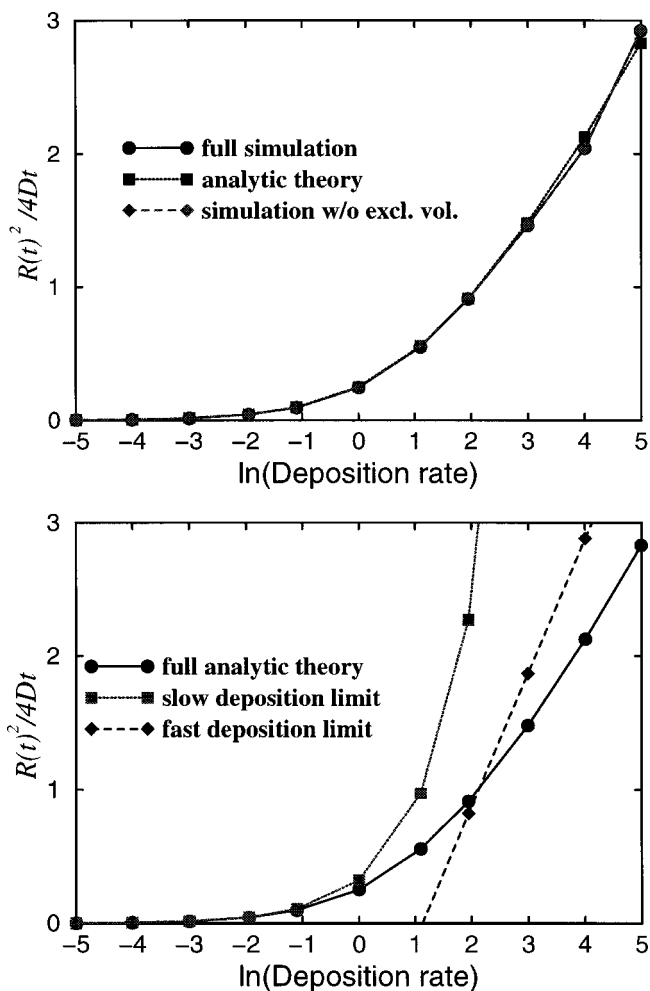 3
2
1
0
R(t)² /4Dt
full simulation
analytic theory
simulation w/o excl. vol.
−5 −4 −3 −2 −1 0 1 2 3 4 5
ln(Deposition rate)
3
2
1
0
R(t)²/4Dt
full analytic theory
slow deposition limit
fast deposition limit
−5 −4 −3 −2 −1 0 1 2 3 4 5
ln(Deposition rate)